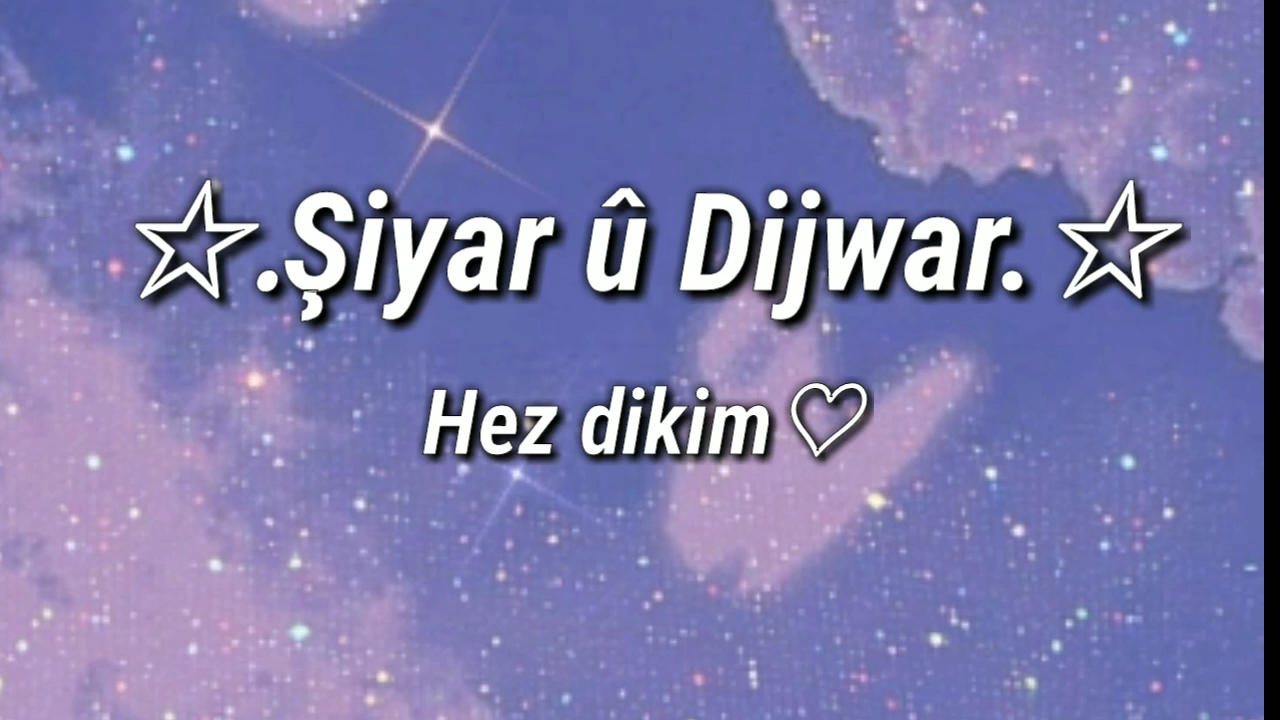 ☆.Şiyar û Dijwar. ☆
Hez dikim ♡